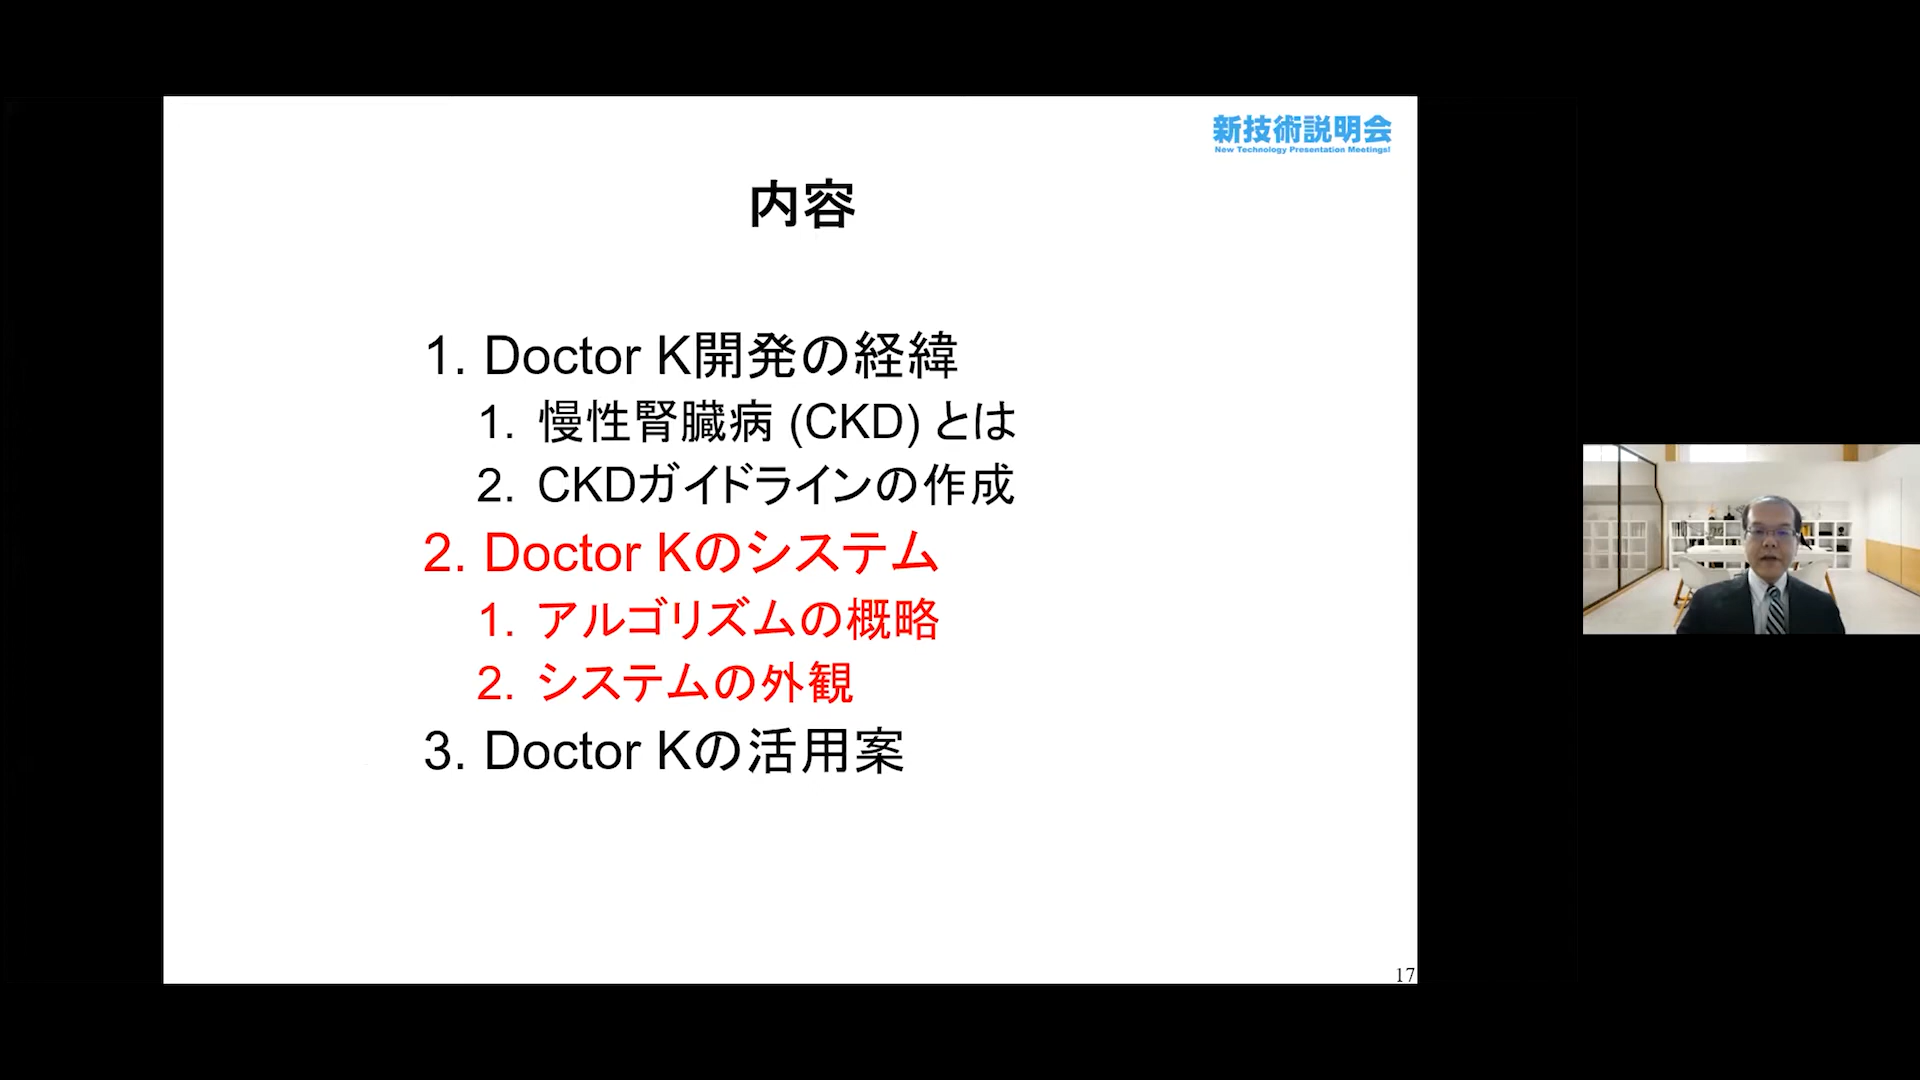 新技術説明会
New Technology Presentation Meetings!
内容
1. Doctor K開発の経緯
1. 慢性腎臓病 (CKD) とは
2. CKDガイドラインの作成
2. Doctor Kのシステム
1. アルゴリズムの概略
2. システムの外観
3. Doctor Kの活用案
17